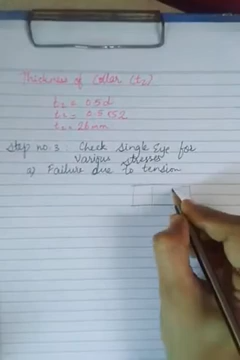 Thickness of Collar (t2)
t2 = 0.5d
t2 = 0.5×52
t2 = 26mm
Step no.3 Check Single Eye for
Various stresses
a) Failure due to tension